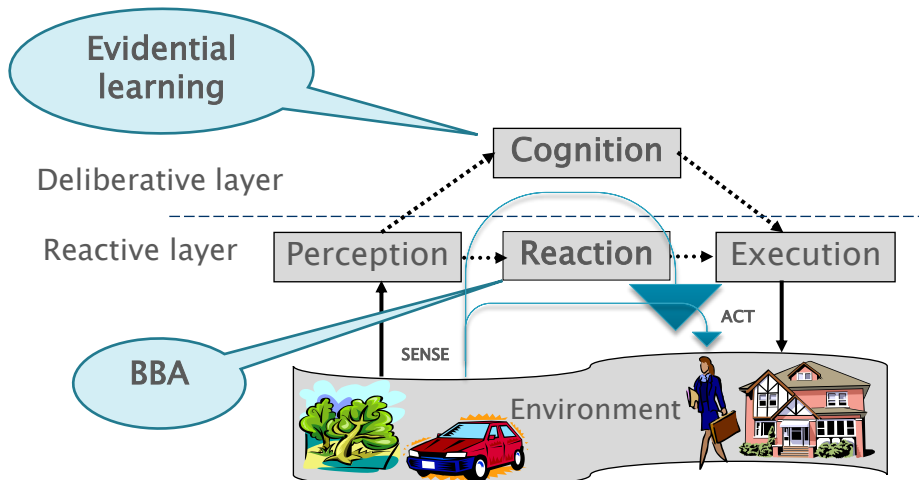 Evidential
learning
Cognition
Deliberative layer
Reactive layer
Perception
Reaction
Execution
ACT
SENSE
BBA
Environment